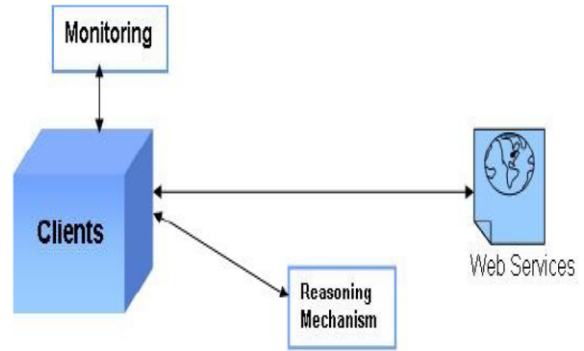 Monitoring
Clients
Web Services
Reasoning
Mechanism